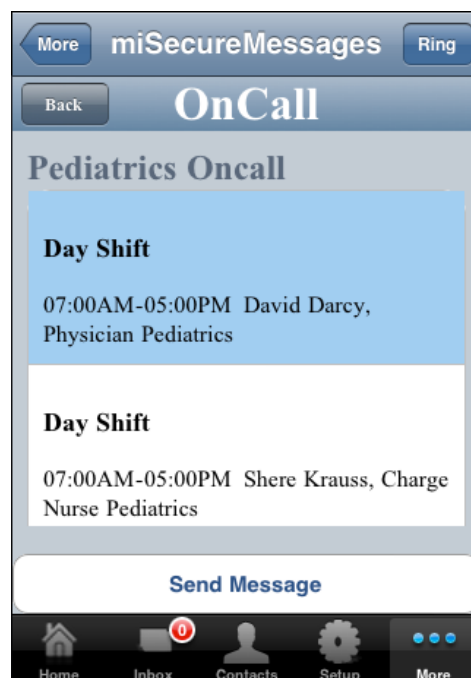 More miSecureMessages Ring
Back OnCall
Pediatrics Oncall
Day Shift
07:00AM-05:00PM David Darcy,
Physician Pediatrics
Day Shift
07:00AM-05:00PM Shere Krauss, Charge
Nurse Pediatrics
Send Message
0
Home Inbox Contacts Setup More